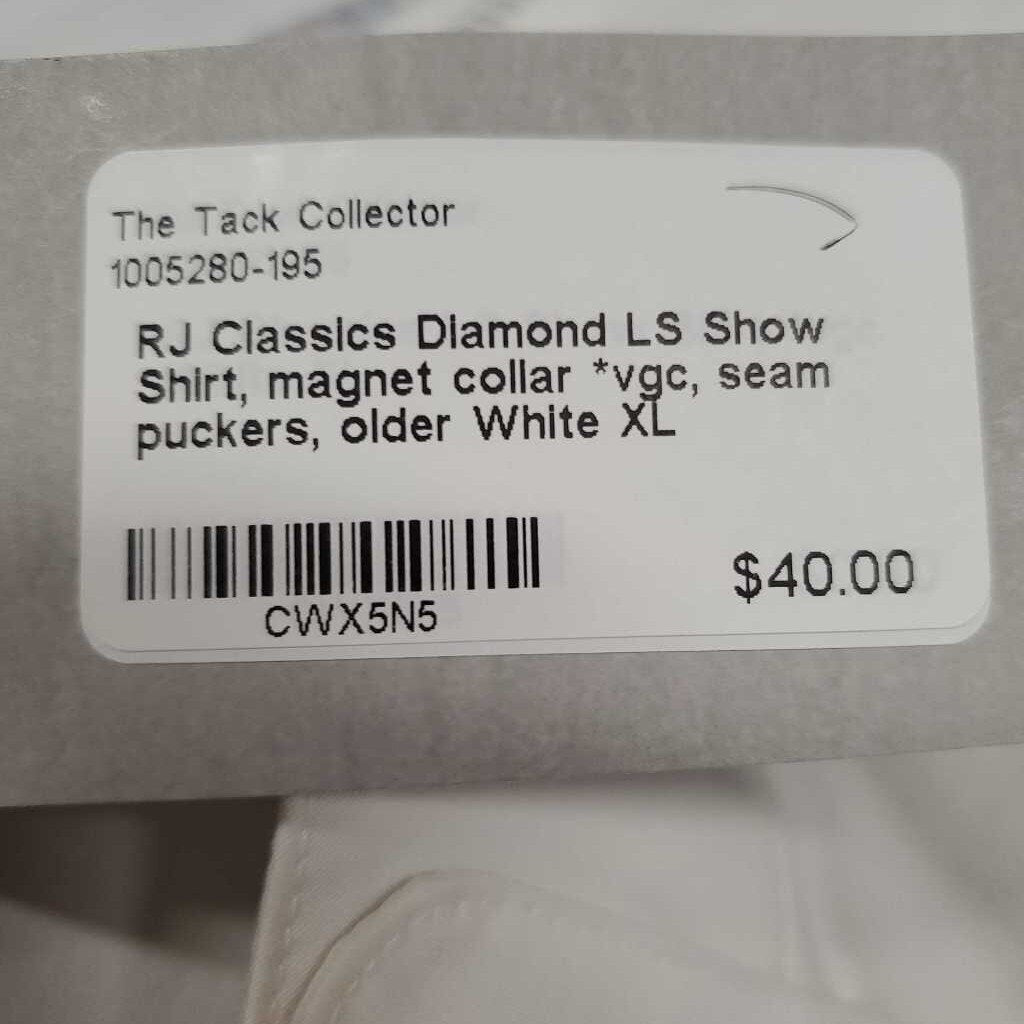 The Tack Collector
1005280-195
RJ Classics Diamond LS Show
Shirt, magnet collar *vgc, seam
puckers, older White XL
CWX5N5
$40.00